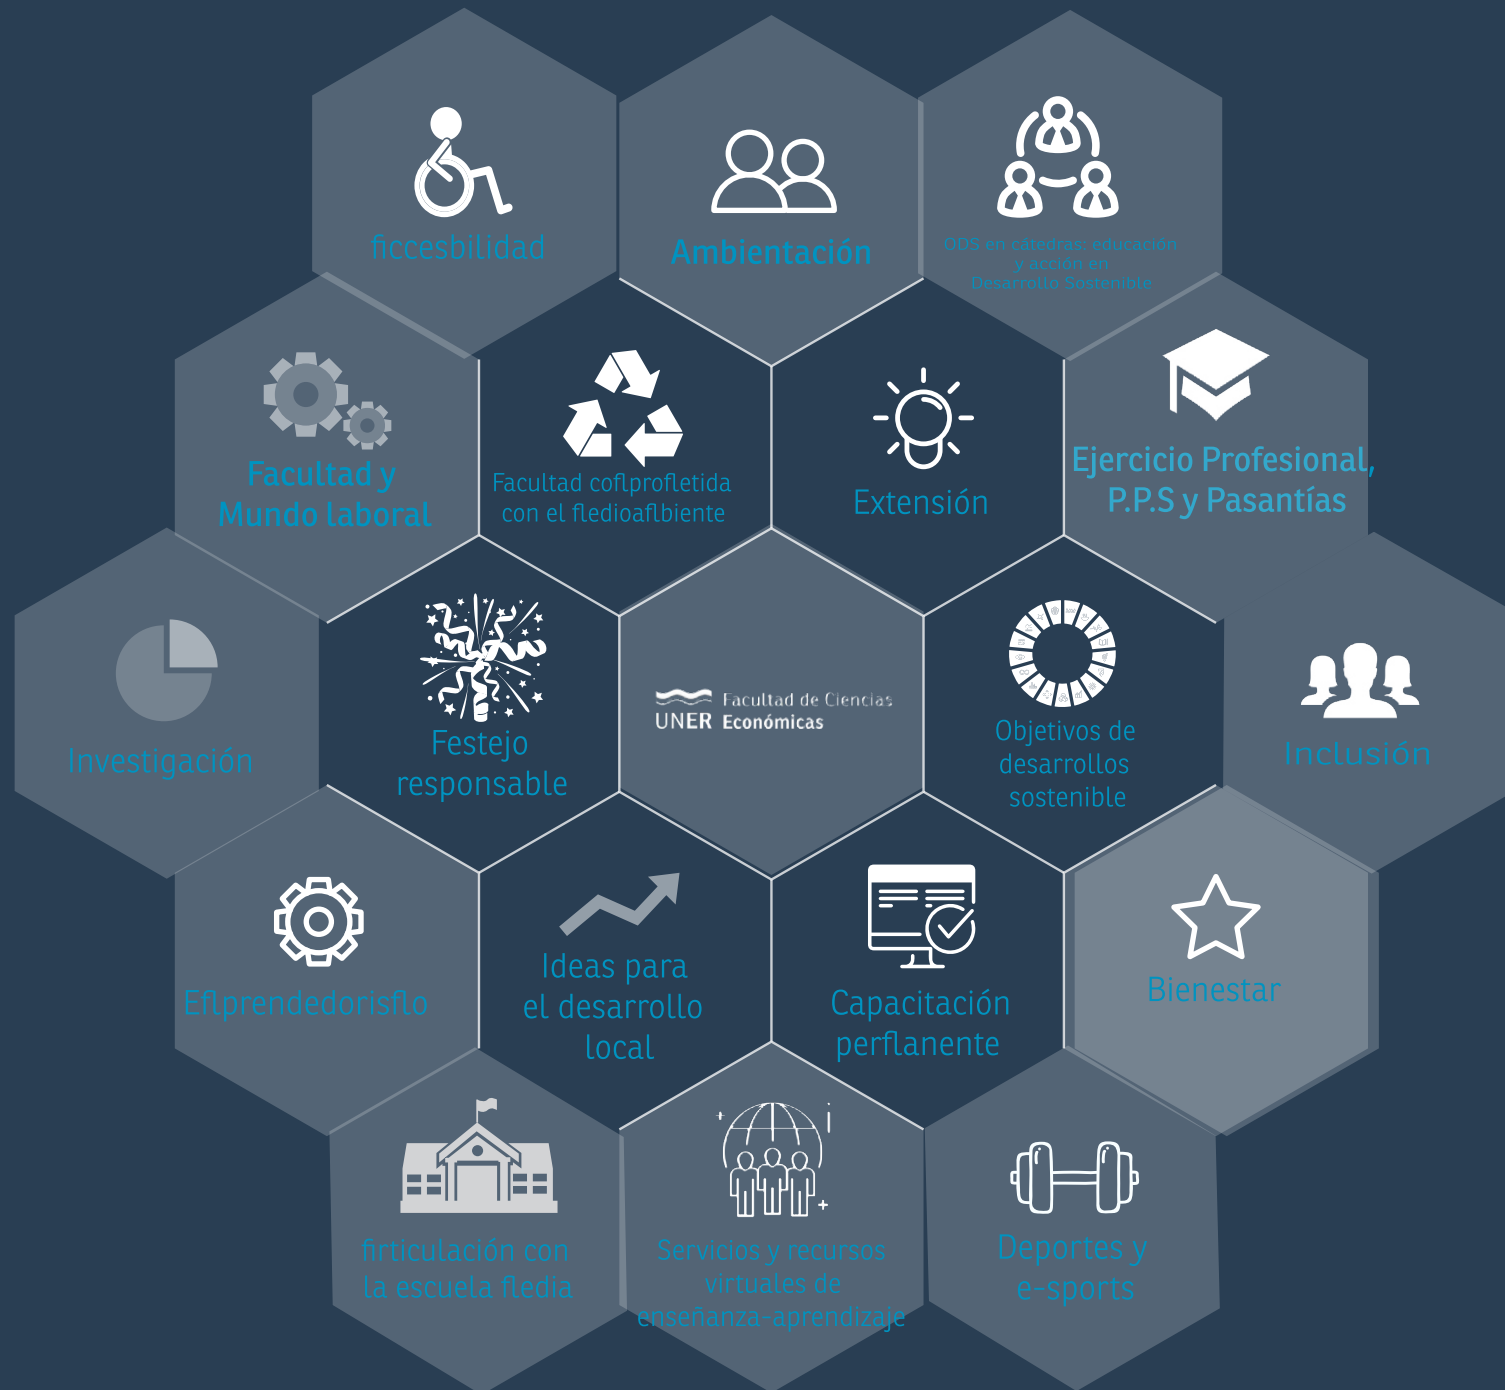 ficcesbilidad
Ambientación
ODS en cátedras: educación
y acción en
Desarrollo Sostenible
Facultad y
Mundo laboral
Facultad coflprofletida
con el fledioaflbiente
Extensión
Ejercicio Profesional,
P.P.S y Pasantías
Investigación
Festejo
responsable
UNER
Facultad de Ciencias
Económicas
Objetivos de
desarrollos
sostenible
Inclusión
Eflprendedorisflo
Ideas para
el desarrollo
local
Capacitación
perflanente
Bienestar
firticulación con
la escuela fledia
Servicios y recursos
virtuales de
enseñanza-aprendizaje
Deportes y
e-sports